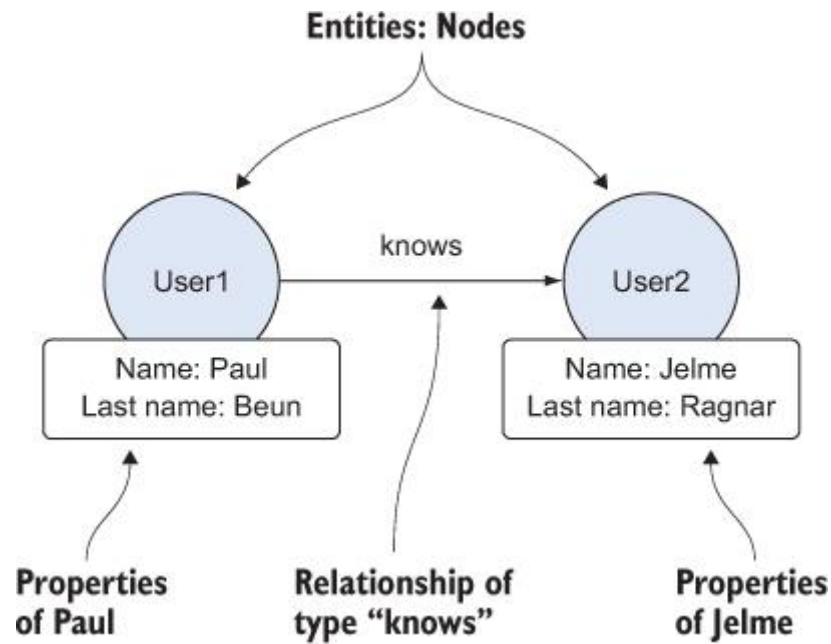 Entities: Nodes
knows
User1
User2
Name: Paul
Last name: Beun
Name: Jelme
Last name: Ragnar
Properties
of Paul
Relationship of
type “knows”
Properties
of Jelme